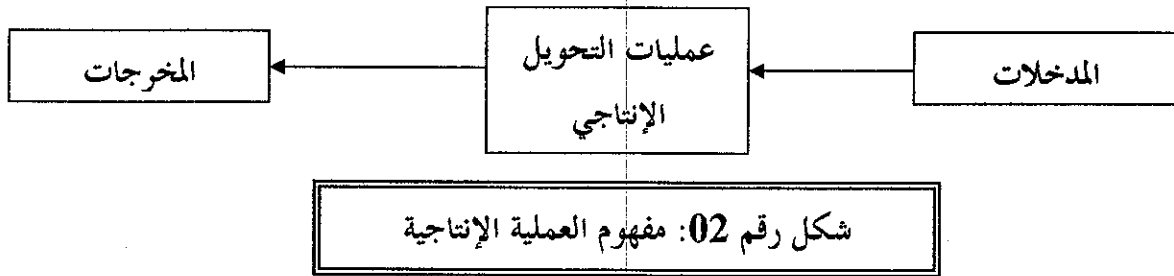 المدخلات
عمليات التحويل
الإنتاجي
المخرجات
شكل رقم 02: مفهوم العملية الإنتاجية